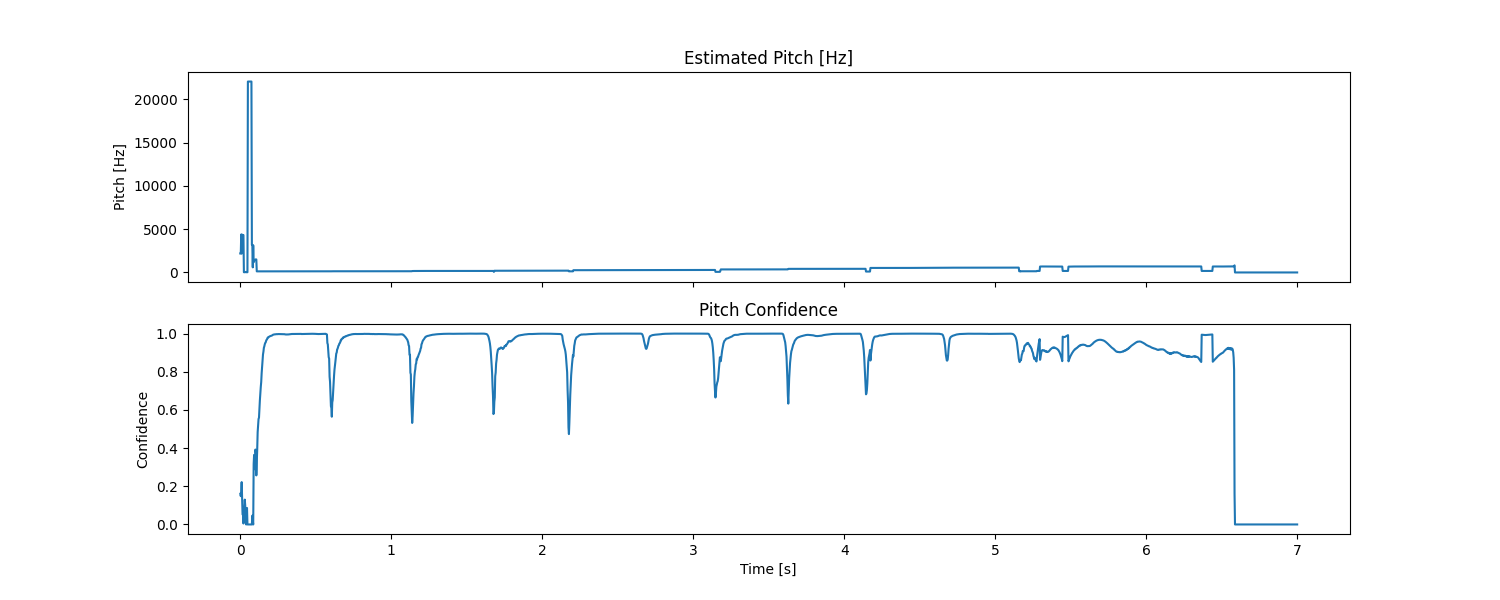 Estimated Pitch [Hz]
20000
15000
10000
5000
0
Pitch [Hz]
Pitch Confidence
1.0
0.8
0.6
0.4
0.2
0.0
Confidence
0 1 2 3 4 5 6 7
Time [s]